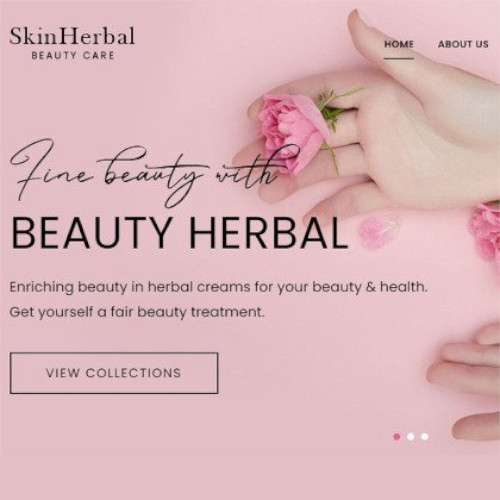 SkinHerbal
BEAUTY CARE
HOME ABOUT US
Fine beauty with
BEAUTY HERBAL
Enriching beauty in herbal creams for your beauty & health.
Get yourself a fair beauty treatment.
VIEW COLLECTIONS